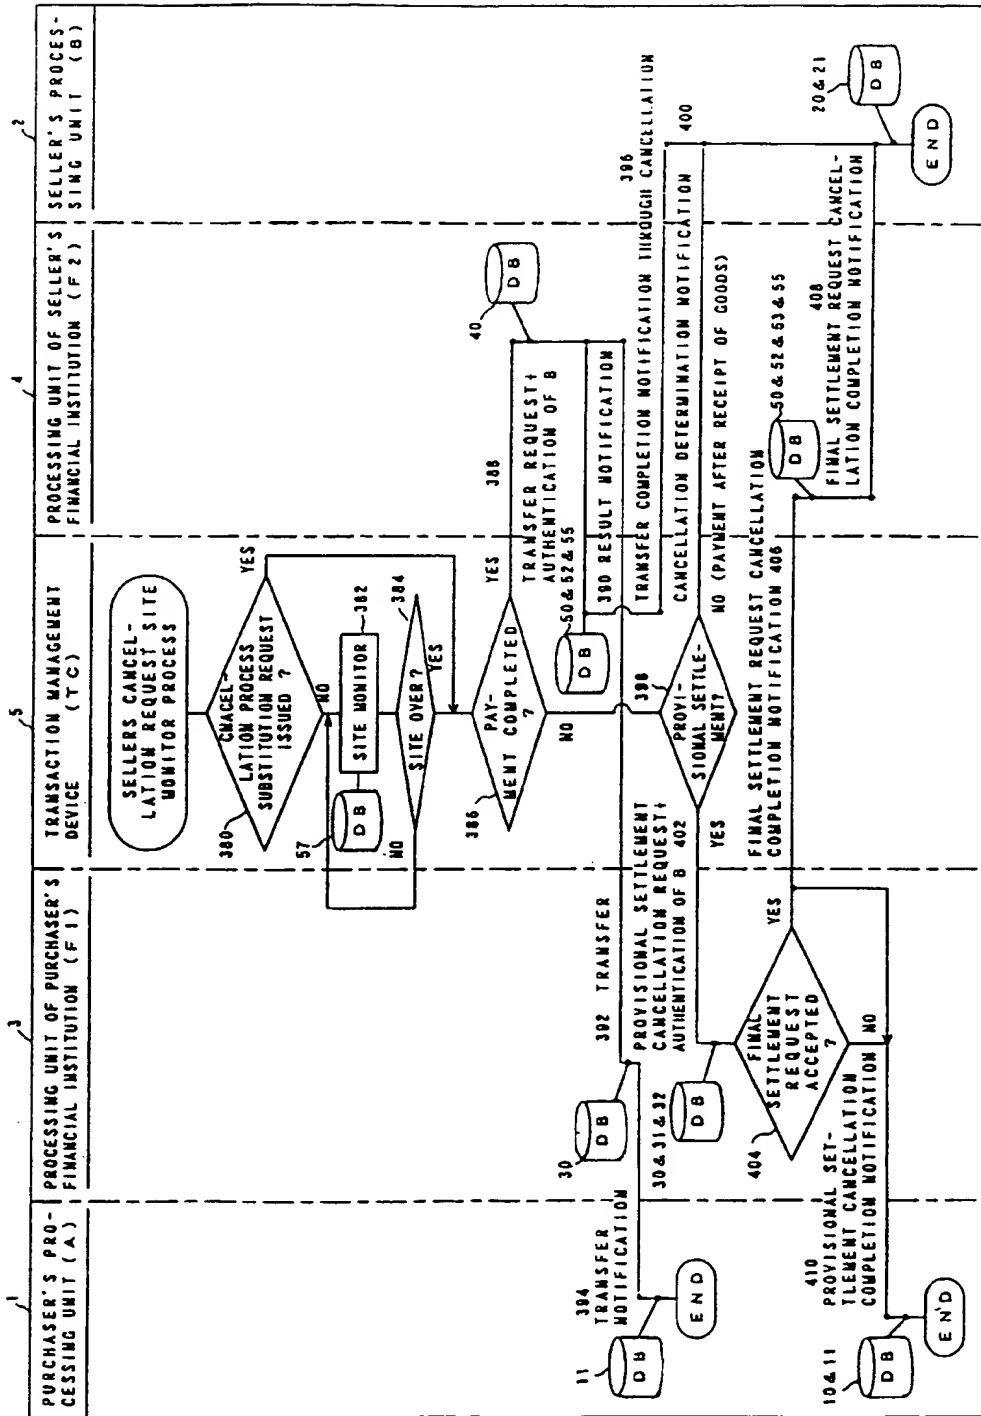 1
PURCHASER'S PRO-
CESSING UNIT (A)
3
PROCESSING UNIT OF PURCHASER'S
FINANCIAL INSTITUTION (F1)
5
TRANSACTION MANAGEMENT
DEVICE (TC)
4
PROCESSING UNIT OF SELLER'S
FINANCIAL INSTITUTION (F2)
2
SELLER'S PROCES-
SING UNIT (B)
SELLERS CANCEL-
LATION REQUEST SITE
MONITOR PROCESS
380
CMACEL-
LATION PROCESS
SUBSTITUTION REQUEST
ISSUED ?
YES
NO
57
DB
SITE MONITOR
382
SITE OVER?
384
NO
YES
386
PAY-
MENT COMPLETED
?
YES
NO
388
TRANSFER REQUEST+
AUTHENTICATION OF B
40
DB
50&52&55
DB
390 RESULT NOTIFICATION
392 TRANSFER
30
DB
394
TRANSFER
NOTIFICATION
11
DB
END
396
TRANSFER COMPLETION NOTIFICATION THROUGH CANCELLATION
398
PROVI-
SIONAL SETTLE-
MENT?
CANCELLATION DETERMINATION NOTIFICATION
400
NO (PAYMENT AFTER RECEIPT OF GOODS)
YES
PROVISIONAL SETTLEMENT
CANCELLATION REQUEST+
AUTHENTICATION OF B 402
30&31&32
DB
404
FINAL
SETTLEMENT
REQUEST
ACCEPTED
?
YES
NO
FINAL SETTLEMENT REQUEST CANCELLATION
COMPLETION NOTIFICATION 406
50&52&53&55
DB
408
FINAL SETTLEMENT REQUEST CANCEL-
LATION COMPLETION NOTIFICATION
20&21
DB
END
410
PROVISIONAL SET-
TLEMENT CANCELLATION
COMPLETION NOTIFICATION
10&11
DB
EN'D